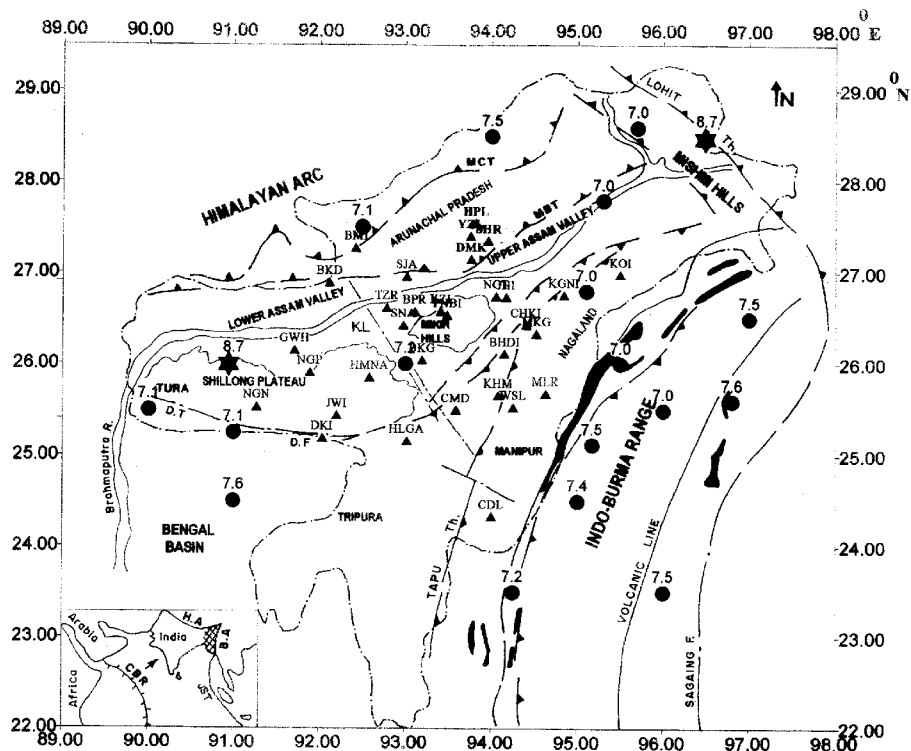 89.00 90.00 91.00 92.00 93.00 94.00 95.00 96.00 97.00 98.00 0 E
29.00 28.00 27.00 26.00 25.00 24.00 23.00 22.00
0 N
29.00 28.00 27.00 26.00 25.00 24.00 23.00 22.00
89.00 90.00 91.00 92.00 93.00 94.00 95.00 96.00 97.00 98.00
N
LOHIT Th.
7.0
8.7
7.5
MCT
MISHMI HILLS
HIMALAYAN ARC
ARUNACHAL PRADESH
7.0
7.1
HPL
MBT
DMK
UPPER ASSAM VALLEY
SJA
BKD
KOI
7.0
KGNI
LOWER ASSAM VALLEY
TZR
BPR
7.5
KL
MIKIR
HILLS
CHKI
NAGALAND
GWH
8.7
BHDI
7.0
NGP
HMNA
SHILLONG PLATEAU
TURA
7.1
D.T
NGN
JWI
CMD
KHM
MLR
7.0
7.6
7.1
DKI
D.F
HLGA
MANIPUR
7.5
INDO-BURMA RANGE
Brahmaputra R.
7.6
7.4
CDL
BENGAL
BASIN
TRIPURA
TAPU Th.
7.2
7.5
VOLCANIC LINE
SAGAING F.
Arabia
H.A
India
B.A
CBR
Africa